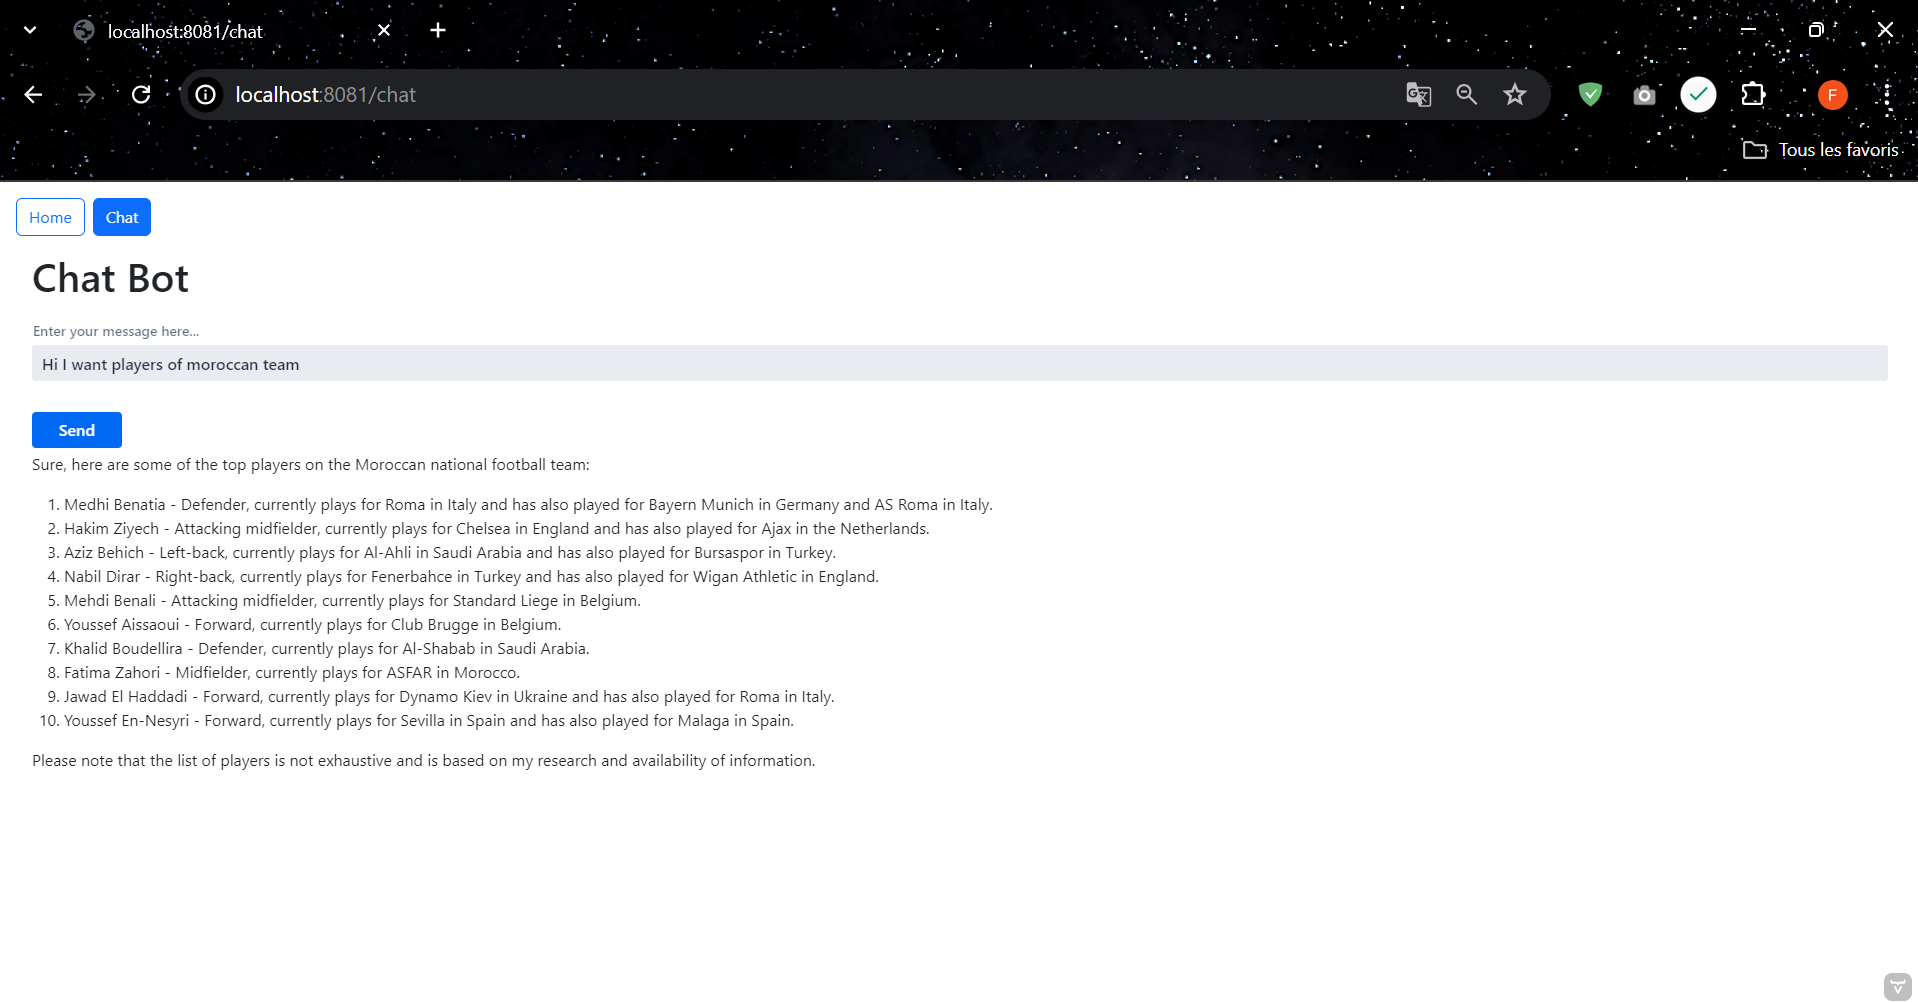 localhost:8081/chat
localhost:8081/chat
F
Tous les favoris
Home
Chat
Chat Bot
Enter your message here...
Hi I want players of moroccan team
Send
Sure, here are some of the top players on the Moroccan national football team:
1. Medhi Benatia - Defender, currently plays for Roma in Italy and has also played for Bayern Munich in Germany and AS Roma in Italy.
2. Hakim Ziyech - Attacking midfielder, currently plays for Chelsea in England and has also played for Ajax in the Netherlands.
3. Aziz Behich - Left-back, currently plays for Al-Ahli in Saudi Arabia and has also played for Bursaspor in Turkey.
4. Nabil Dirar - Right-back, currently plays for Fenerbahce in Turkey and has also played for Wigan Athletic in England.
5. Mehdi Benali - Attacking midfielder, currently plays for Standard Liege in Belgium.
6. Youssef Aissaoui - Forward, currently plays for Club Brugge in Belgium.
7. Khalid Boudellira - Defender, currently plays for Al-Shabab in Saudi Arabia.
8. Fatima Zahori - Midfielder, currently plays for ASFAR in Morocco.
9. Jawad El Haddadi - Forward, currently plays for Dynamo Kiev in Ukraine and has also played for Roma in Italy.
10. Youssef En-Nesyri - Forward, currently plays for Sevilla in Spain and has also played for Malaga in Spain.
Please note that the list of players is not exhaustive and is based on my research and availability of information.